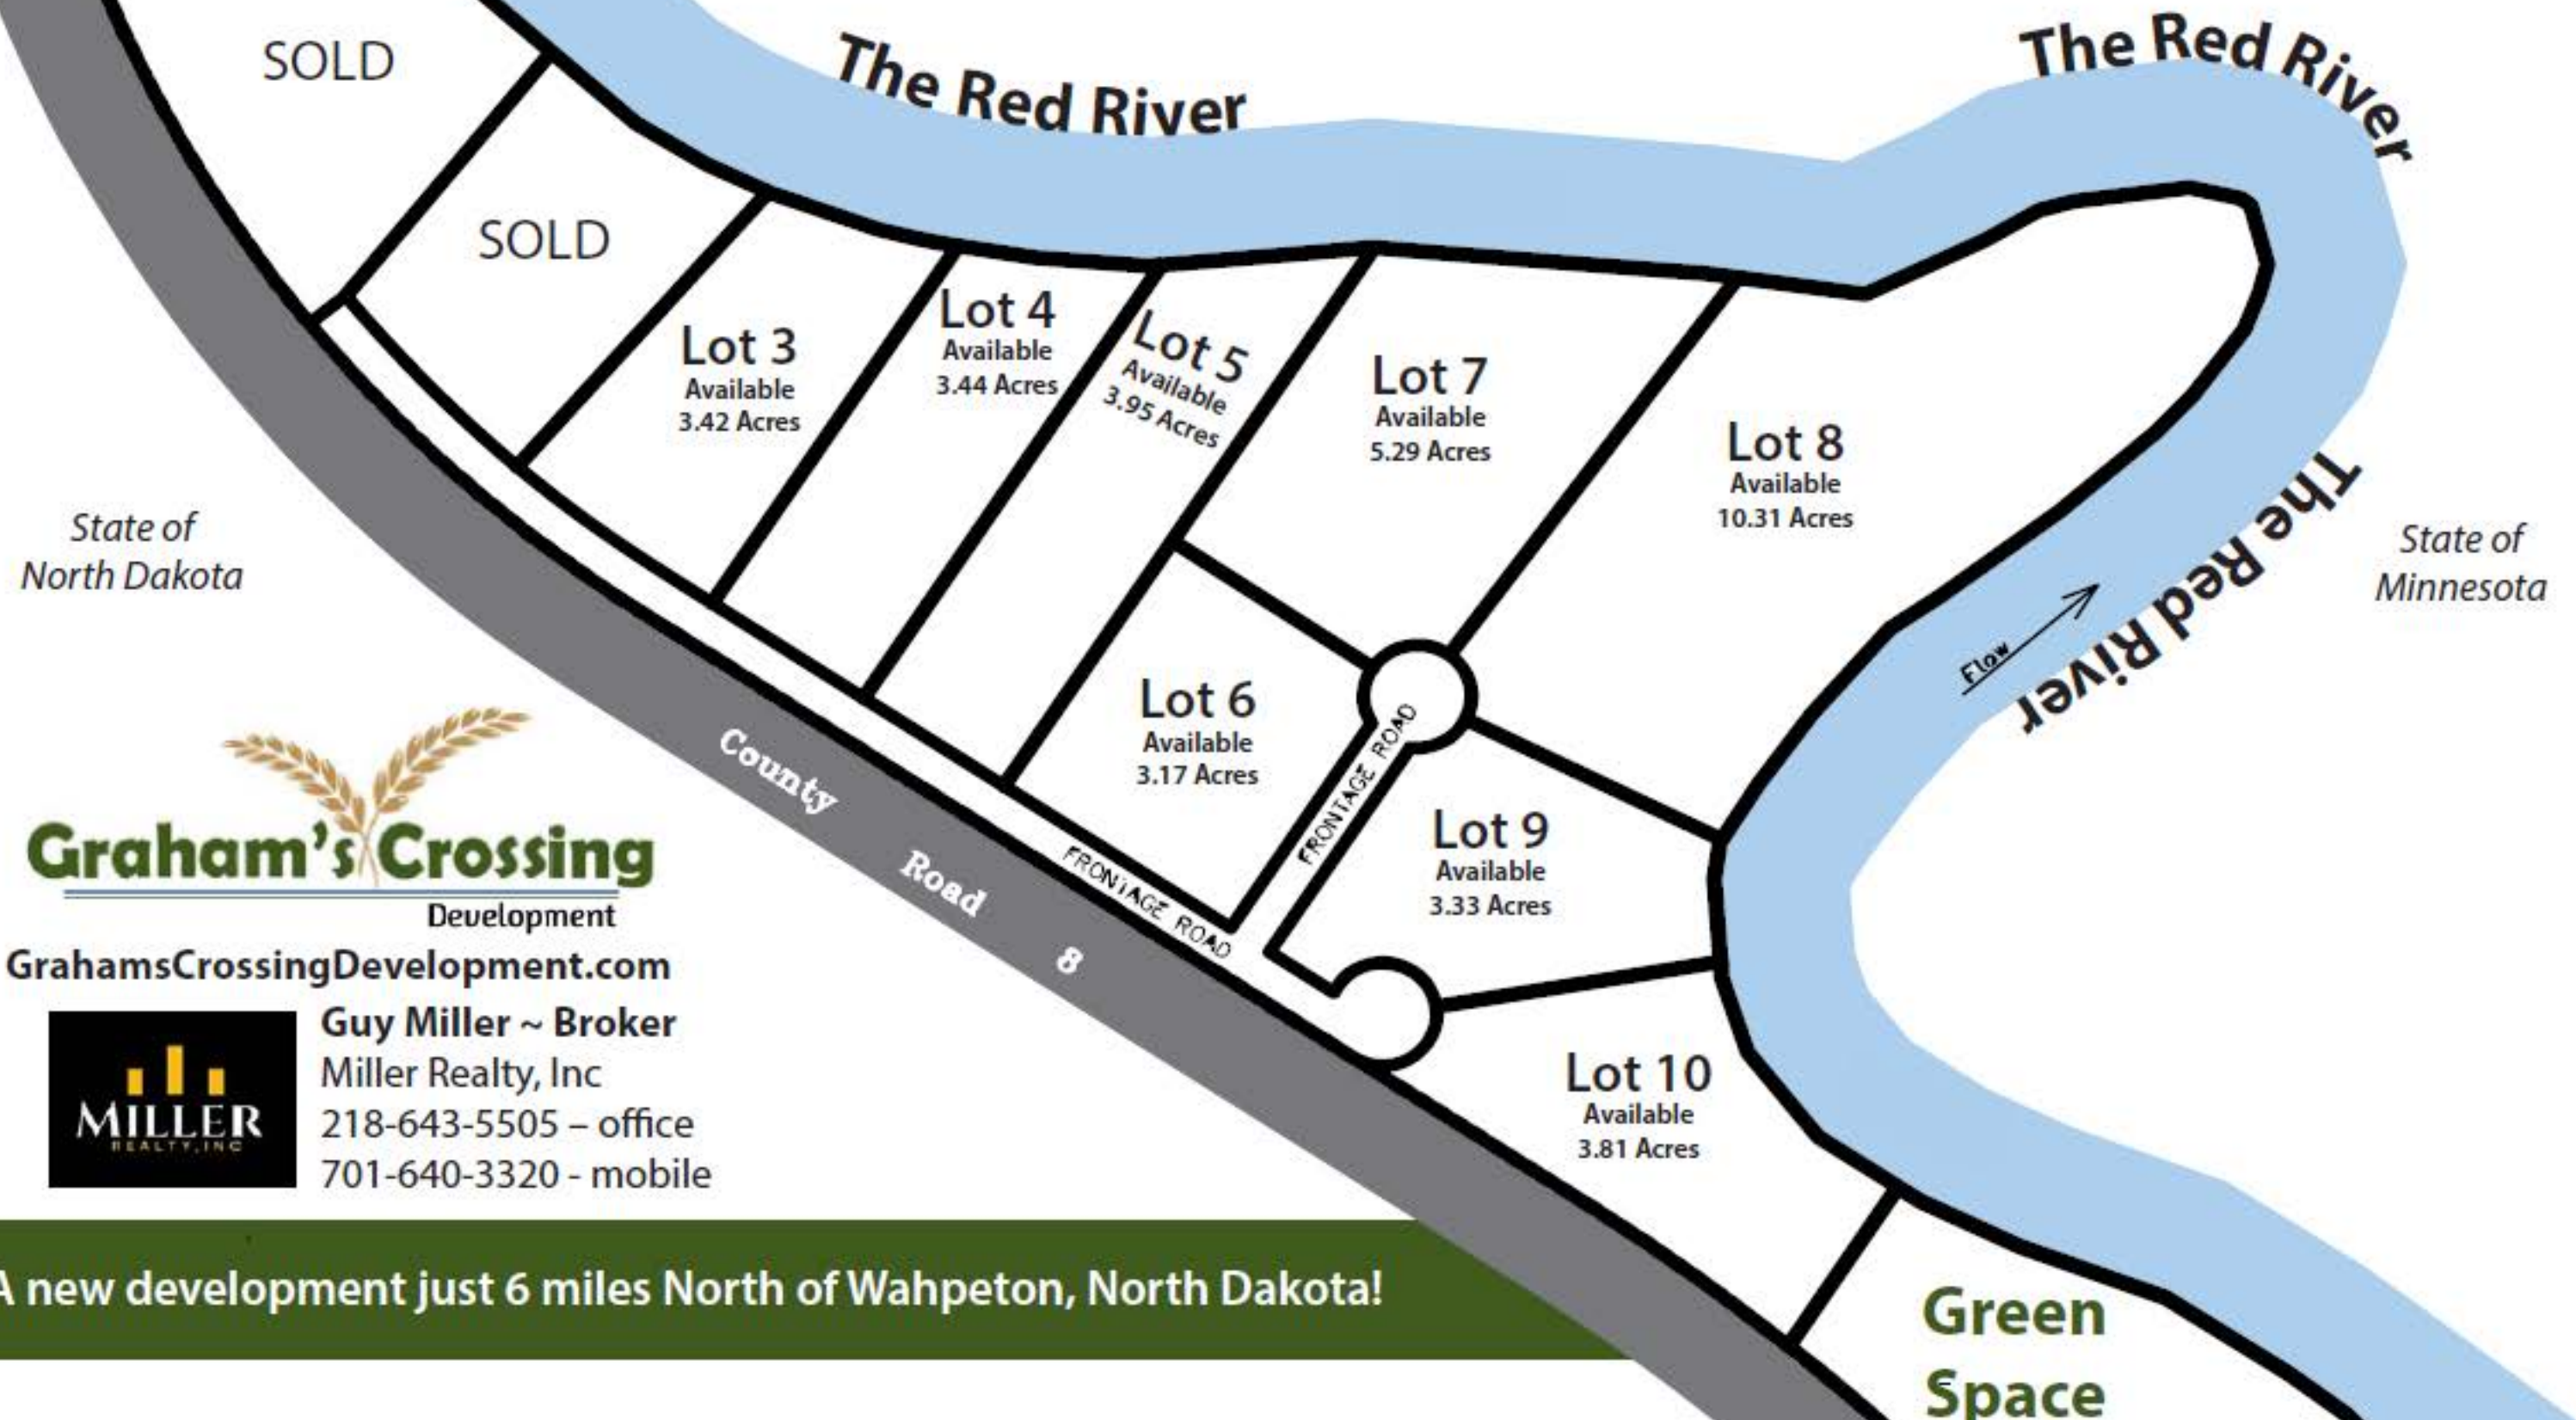 The Red River
The Red River
SOLD
SOLD
Lot 3
Available
3.42 Acres
Lot 4
Available
3.44 Acres
Lot 5
Available
3.95 Acres
Lot 7
Available
5.29 Acres
Lot 8
Available
10.31 Acres
State of
North Dakota
The Red River
Flow
State of
Minnesota
Lot 6
Available
3.17 Acres
FRONTAGE ROAD
Lot 9
Available
3.33 Acres
FRONTAGE ROAD
County Road 8
Lot 10
Available
3.81 Acres
Graham's Crossing
Development
GrahamsCrossingDevelopment.com
MILLER
REALTY, INC
Guy Miller ~ Broker
Miller Realty, Inc
218-643-5505 – office
701-640-3320 - mobile
A new development just 6 miles North of Wahpeton, North Dakota!
Green
Space